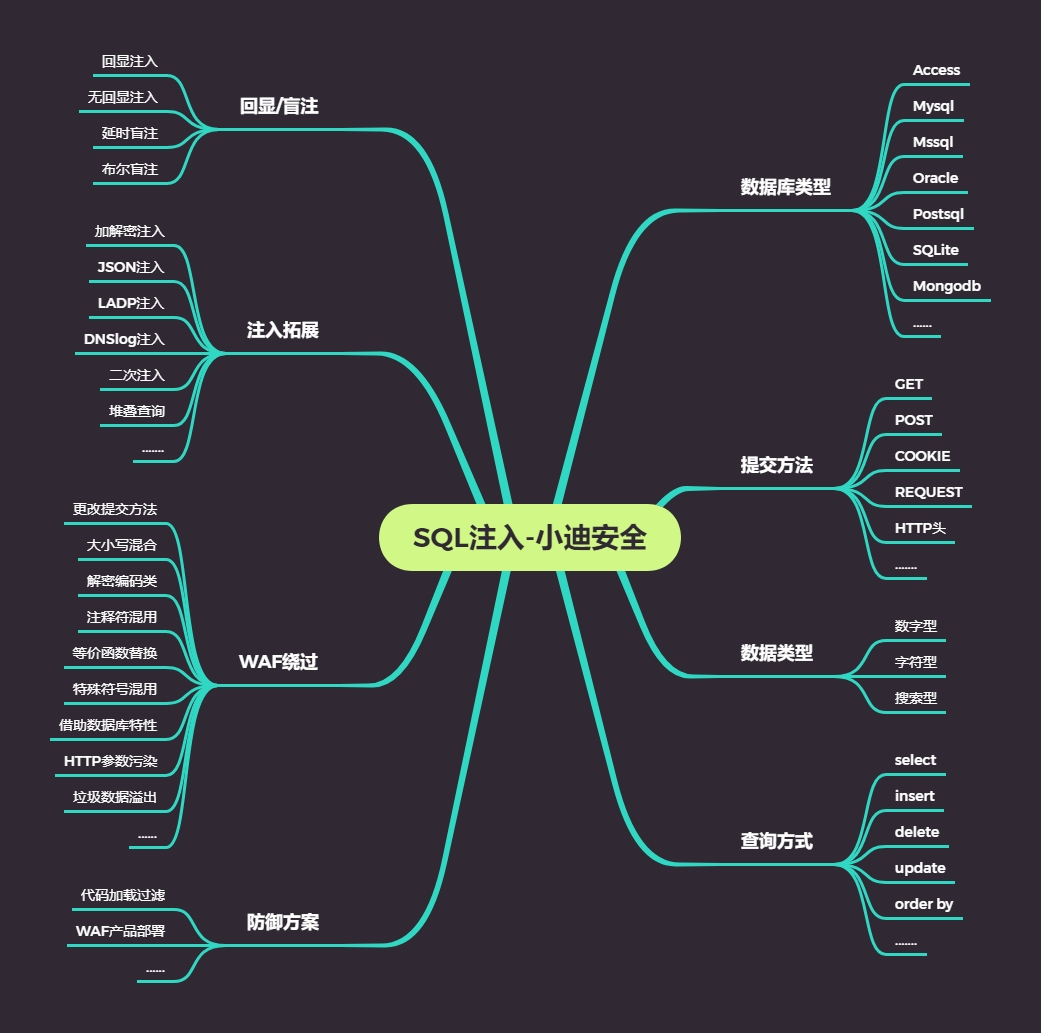 SQL注入-小迪安全
数据库类型
Access
Mysql
Mssql
Oracle
Postsql
SQLite
Mongodb
......
提交方法
GET
POST
COOKIE
REQUEST
HTTP头
.......
数据类型
数字型
字符型
搜索型
查询方式
select
insert
delete
update
order by
.......
回显/盲注
回显注入
无回显注入
延时盲注
布尔盲注
注入拓展
加解密注入
JSON注入
LADP注入
DNSlog注入
二次注入
堆叠查询
.......
WAF绕过
更改提交方法
大小写混合
解密编码类
注释符混用
等价函数替换
特殊符号混用
借助数据库特性
HTTP参数污染
垃圾数据溢出
......
防御方案
代码加载过滤
WAF产品部署
......